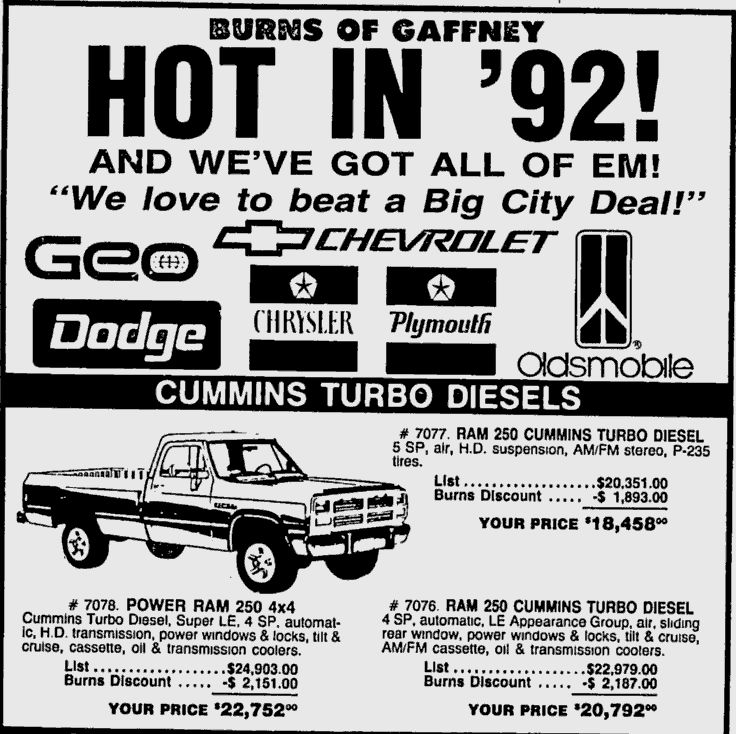 BURNS OF GAFFNEY
HOT IN '92!
AND WE'VE GOT ALL OF EM!
"We love to beat a Big City Deal!"
Geo
CHEVROLET
Dodge
CHRYSLER
Plymouth
Oldsmobile
®
CUMMINS TURBO DIESELS
# 7077. RAM 250 CUMMINS TURBO DIESEL
5 SP, air, H.D. suspension, AM/FM stereo, P-235
tires.
List ...................$20,351.00
Burns Discount ..... -$ 1,893.00
YOUR PRICE $18,458⁰⁰
# 7078. POWER RAM 250 4x4
Cummins Turbo Diesel, Super LE, 4 SP, automat-
ic, H.D. transmission, power windows & locks, tilt &
cruise, cassette, oil & transmission coolers.
List ...................$24,903.00
Burns Discount ..... -$ 2,151.00
YOUR PRICE $22,752⁰⁰
# 7076. RAM 250 CUMMINS TURBO DIESEL
4 SP, automatic, LE Appearance Group, air, sliding
rear window, power windows & locks, tilt & cruise,
AM/FM cassette, oil & transmission coolers.
List ...................$22,979.00
Burns Discount ..... -$ 2,187.00
YOUR PRICE $20,792⁰⁰